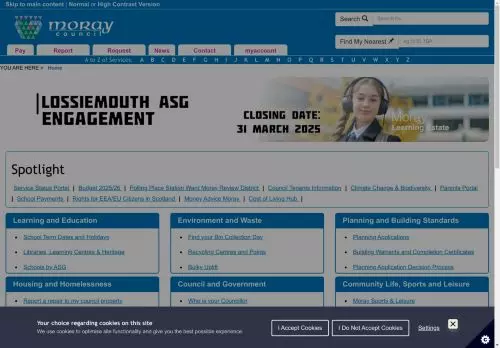 Skip to main content | Normal or High Contrast Version
moray
council
Search
Search for...
Find My Nearest
Pay
Report
Request
News
Contact
myaccount
A to Z of Services: A B C D E F G H I J K L M N O P Q R S T U V W X Y Z
YOU ARE HERE » Home
LOSSIEMOUTH ASG
ENGAGEMENT
CLOSING DATE:
31 MARCH 2025
Moray
Learning Estate
Spotlight
Service Status Portal | Budget 2025/26 | Polling Place Station Ward Moray Review District | Council Tenants Information | Climate Change & Biodiversity | Parents Portal
| School Payments | Rights for EEA/EU Citizens in Scotland | Money Advice Moray | Cost of Living Hub |
Learning and Education
School Term Dates and Holidays
Libraries, Learning Centres & Heritage
Schools by ASG
Environment and Waste
Find your Bin Collection Day
Recycling Centres and Points
Bulky Uplift
Planning and Building Standards
Planning Applications
Building Warrants and Completion Certificates
Planning Application Decision Process
Housing and Homelessness
Report a repair to my council property
Council and Government
Who is your Councillor
Community Life, Sports and Leisure
Moray Sports & Leisure
Your choice regarding cookies on this site
We use cookies to optimise site functionality and give you the best possible experience.
I Accept Cookies
I Do Not Accept Cookies
Settings